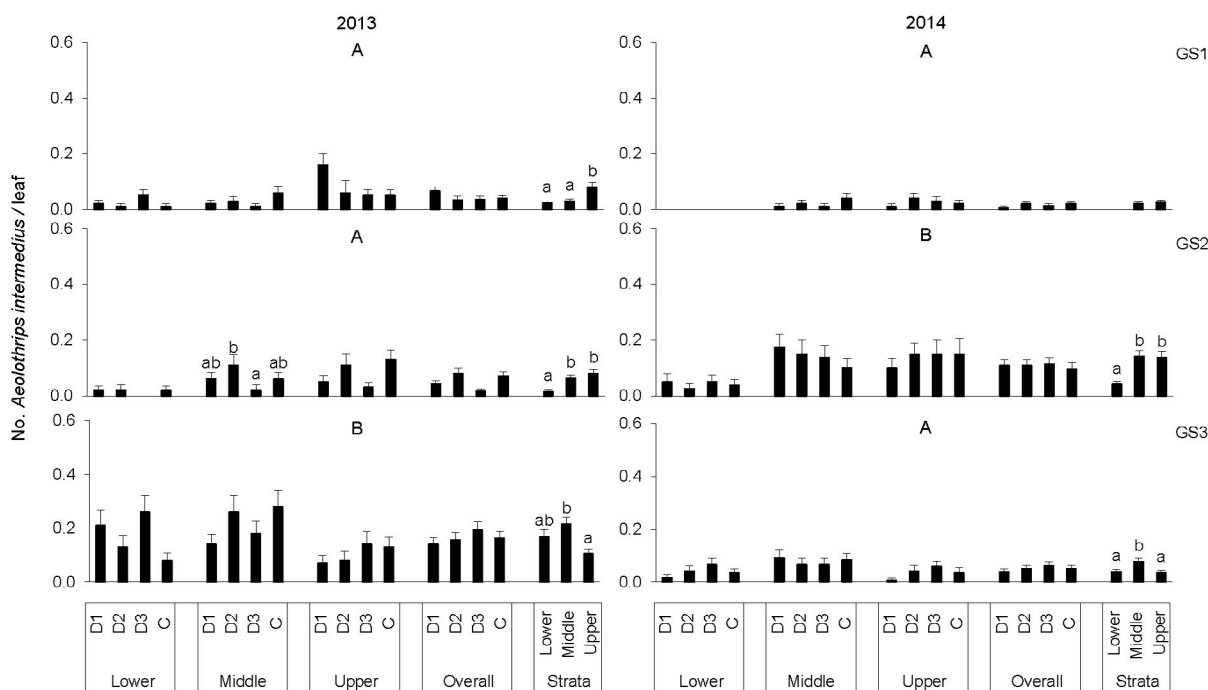 2013
2014
A
A
GS1
0.6
0.4
0.2
0.0
a a b
0.6
0.4
0.2
0.0
A
B
GS2
0.6
0.4
0.2
0.0
ab b a ab
a b b
0.6
0.4
0.2
0.0
a b b
B
A
GS3
0.6
0.4
0.2
0.0
ab b a
0.6
0.4
0.2
0.0
a b a
No. Aeolothrips intermedius / leaf
D1 D2 D3 C D1 D2 D3 C D1 D2 D3 C D1 D2 D3 C Lower Middle Upper
Lower Middle Upper Overall Strata
D1 D2 D3 C D1 D2 D3 C D1 D2 D3 C D1 D2 D3 C Lower Middle Upper
Lower Middle Upper Overall Strata